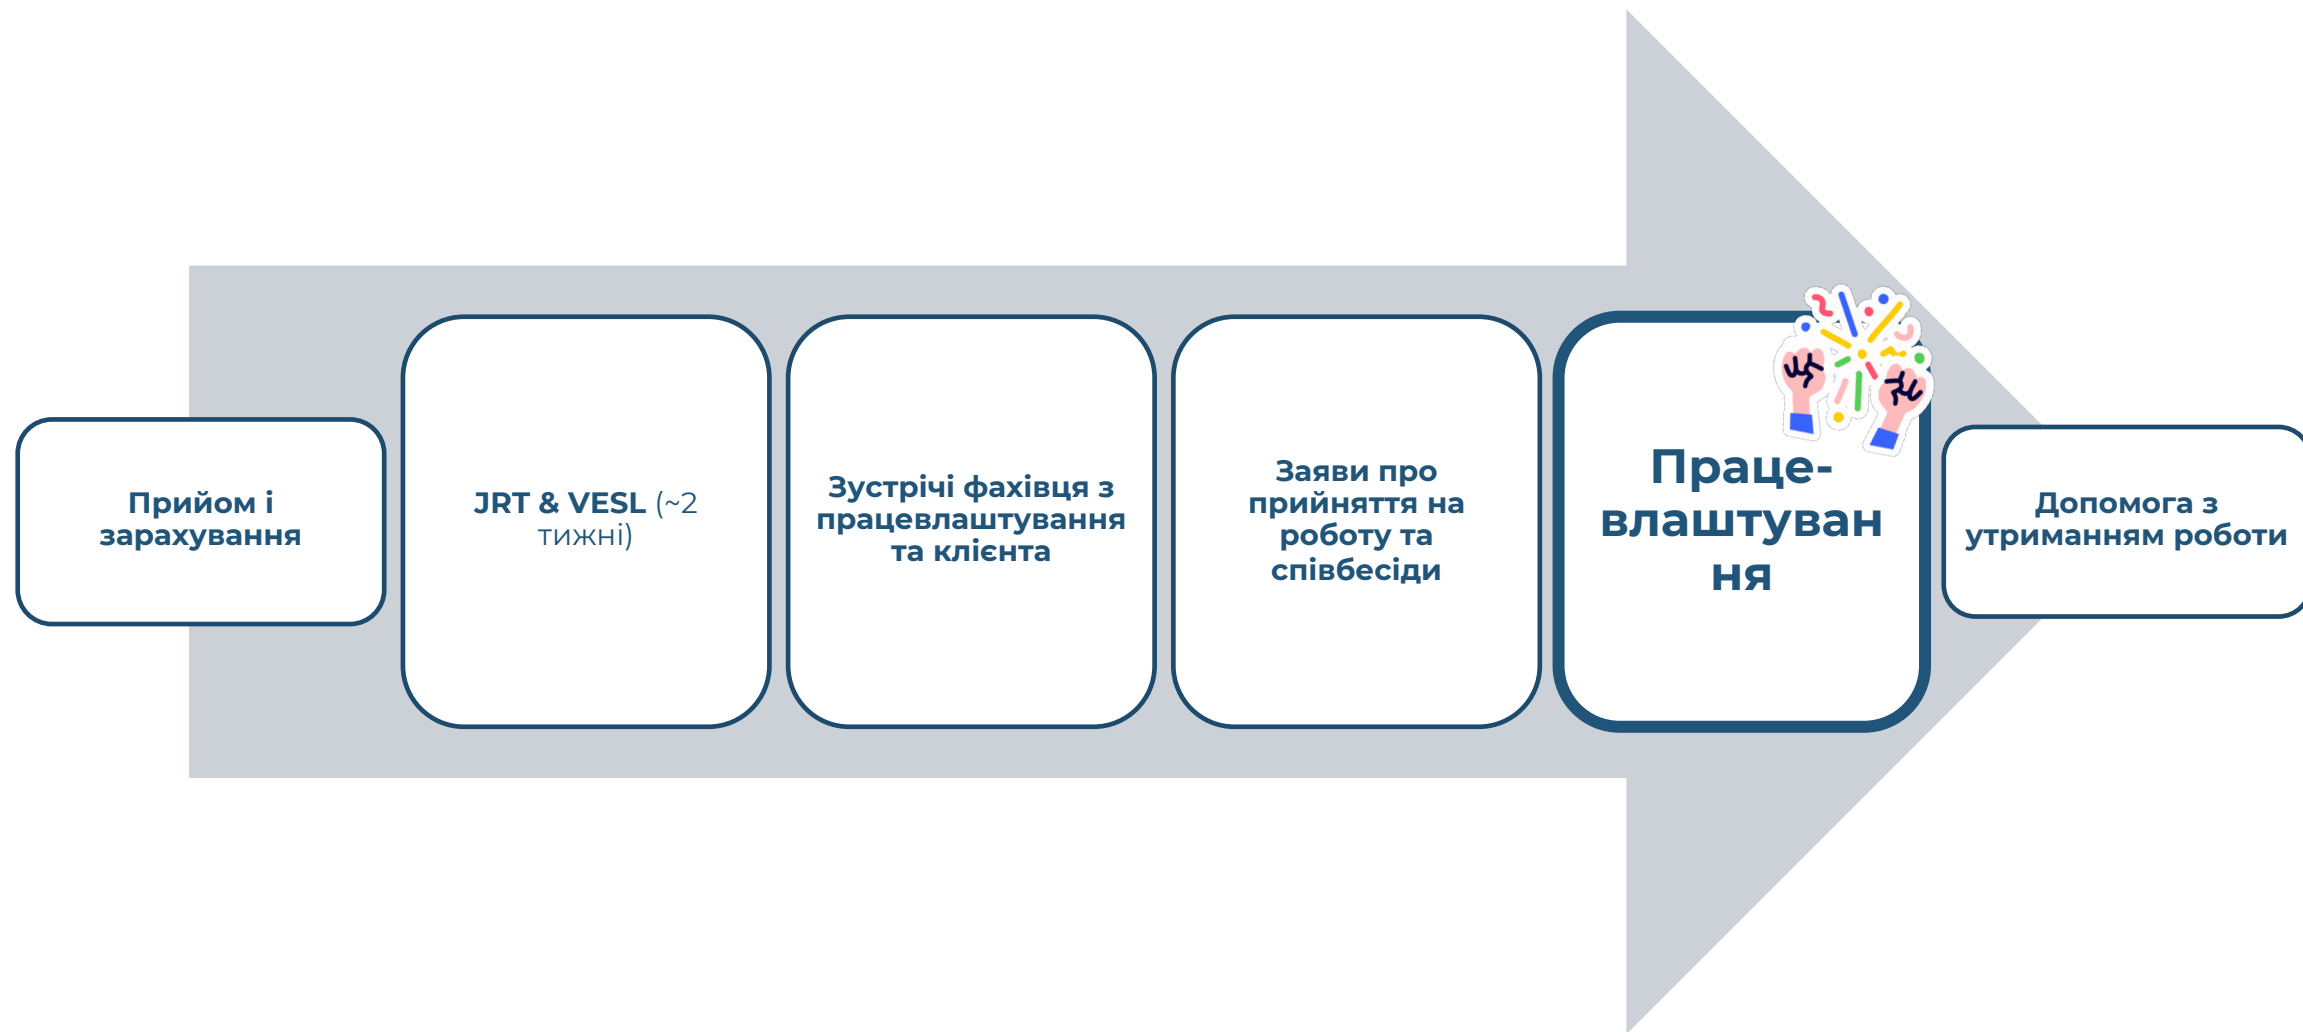 Прийом і
зарахування
JRT & VESL (~2
тижні)
Зустрічі фахівця з
працевлаштування
та клієнта
Заяви про
прийняття на
роботу та
співбесіди
Праце-
влаштуван
ня
Допомога з
утриманням роботи